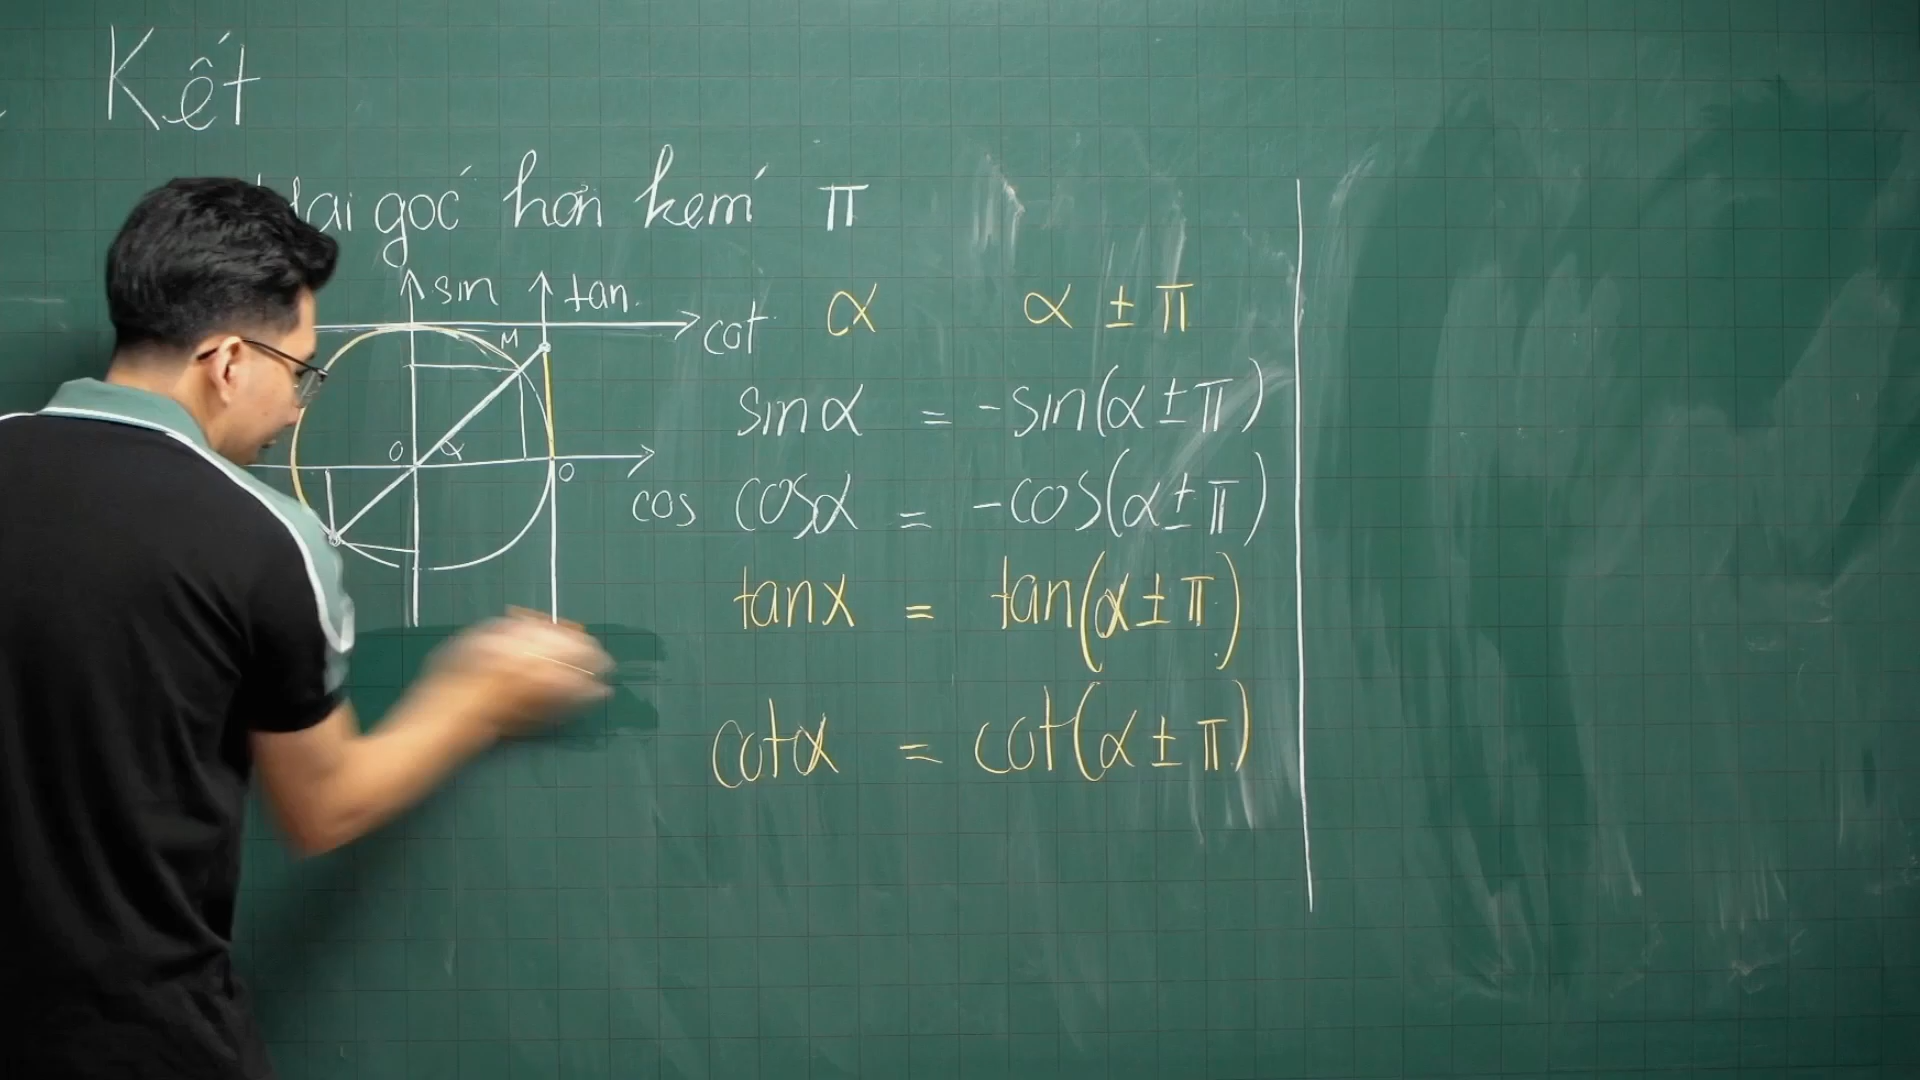 Kết
Hai góc hơn kém π
sin tan
cot
M
O α O
cos
α α ± π
sinα = -sin(α ± π)
cosα = -cos(α ± π)
tanx = tan(α ± π)
cotα = cot(α ± π)